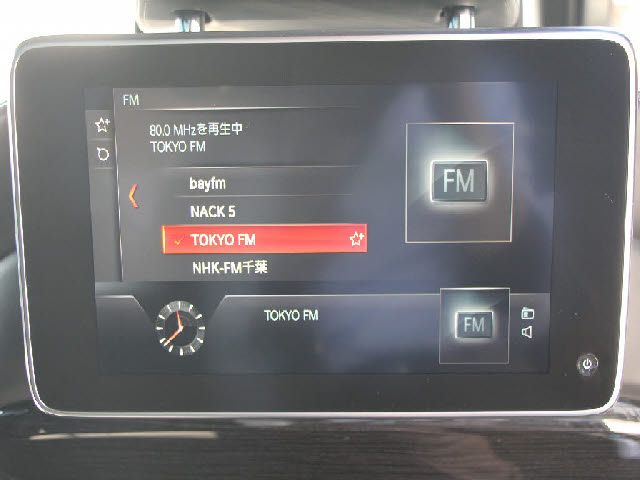 FM
80.0 MHzを再生中
TOKYO FM
FM
bayfm
NACK 5
TOKYO FM
NHK-FM千葉
TOKYO FM
FM